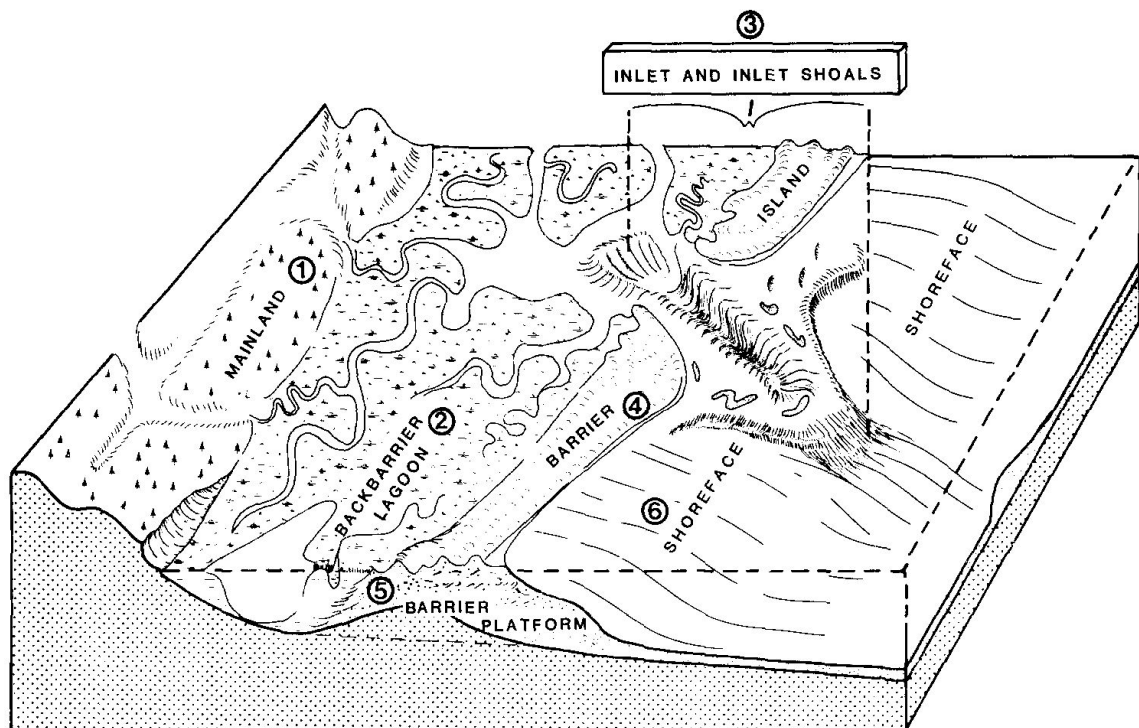 ③
INLET AND INLET SHOALS
ISLAND
SHOREFACE
① MAINLAND
② BACKBARRIER
LAGOON
④ BARRIER
⑥ SHOREFACE
⑤ BARRIER
PLATFORM